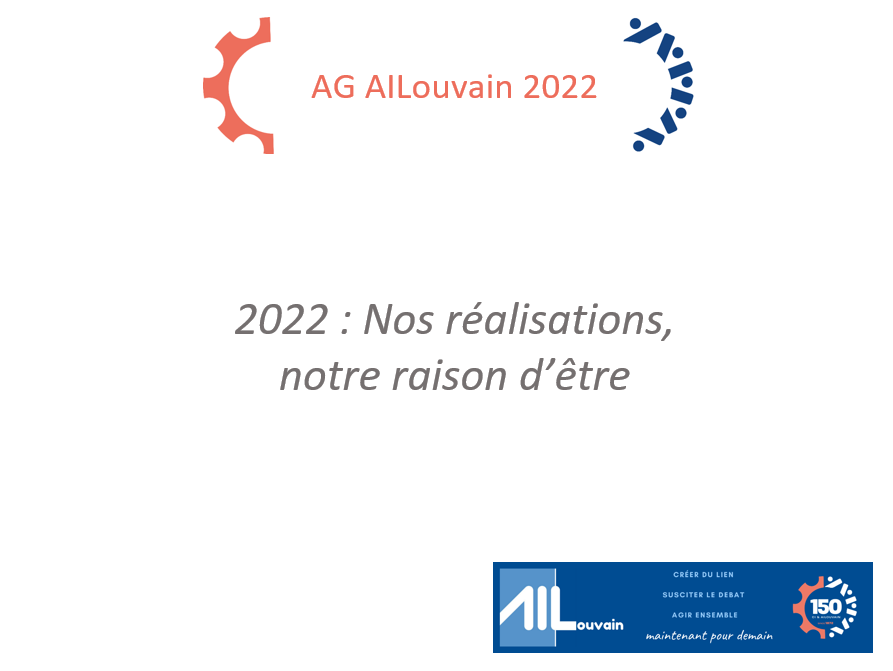 AG AILouvain 2022
2022 : Nos réalisations,
notre raison d’être
AILouvain
CRÉER DU LIEN
SUSCITER LE DEBAT
AGIR ENSEMBLE
maintenant pour demain
150